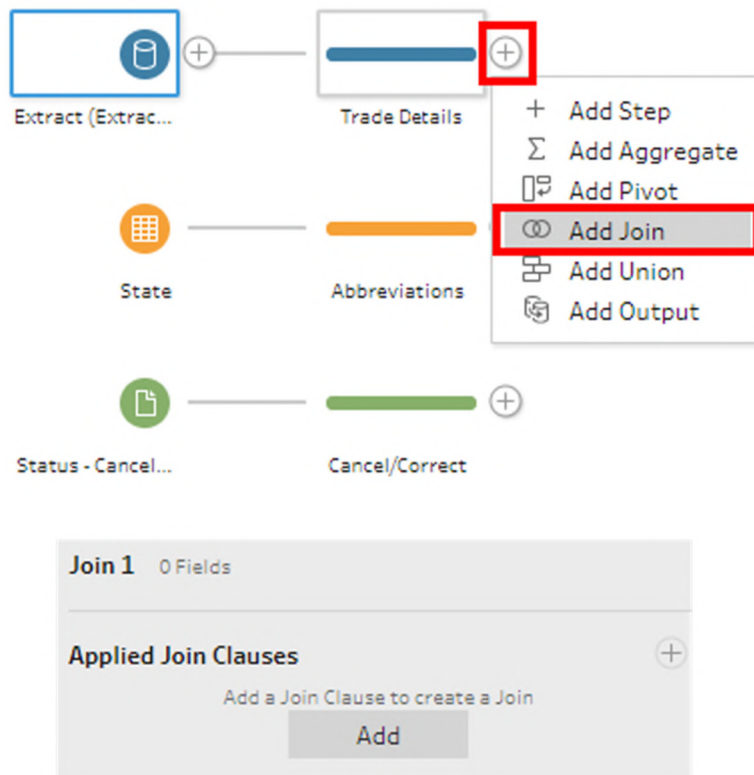 Extract (Extrac...
Trade Details
Add Step
Add Aggregate
Add Pivot
Add Join
Add Union
Add Output
State
Abbreviations
Status - Cancel...
Cancel/Correct
Join 1 0 Fields
Applied Join Clauses
Add a Join Clause to create a Join
Add